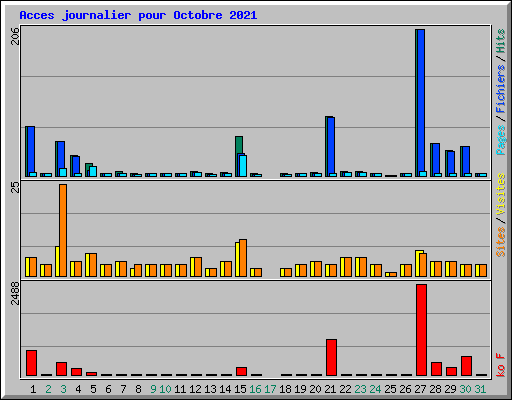 Acces journalier pour Octobre 2021
206
Pages / Fichiers / Hits
25
Sites / Visites
2488
ko F
1 2 3 4 5 6 7 8 9 10 11 12 13 14 15 16 17 18 19 20 21 22 23 24 25 26 27 28 29 30 31